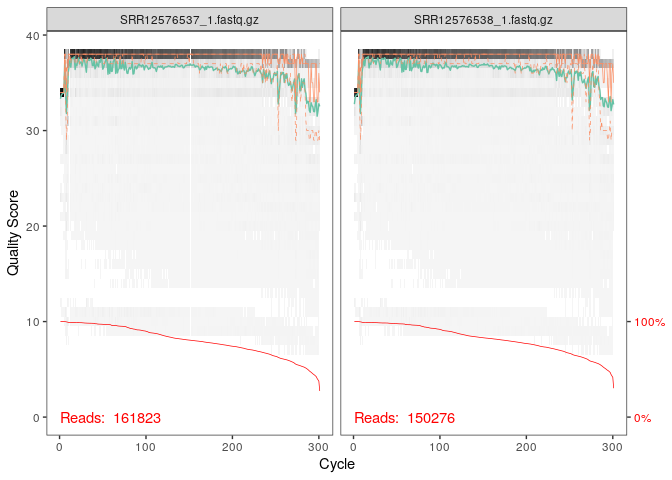 SRR12576537_1.fastq.gz SRR12576538_1.fastq.gz
40
30
20
10
0
Quality Score
100%
0%
Reads: 161823 Reads: 150276
0 100 200 300 0 100 200 300
Cycle